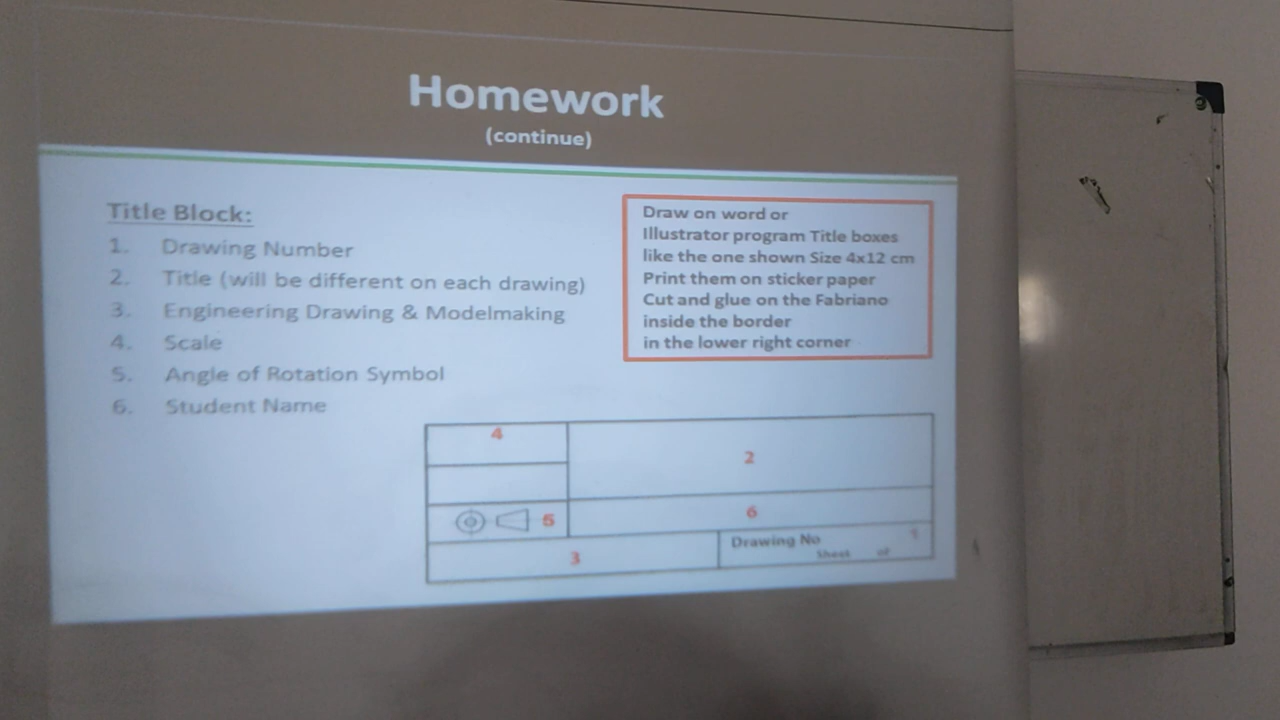 Homework
(continue)
Title Block:
1. Drawing Number
2. Title (will be different on each drawing)
3. Engineering Drawing & Modelmaking
4. Scale
5. Angle of Rotation Symbol
6. Student Name
Draw on word or
Illustrator program Title boxes
like the one shown Size 4x12 cm
Print them on sticker paper
Cut and glue on the Fabriano
inside the border
in the lower right corner
4
2
5
6
3
Drawing No
1
Sheet of